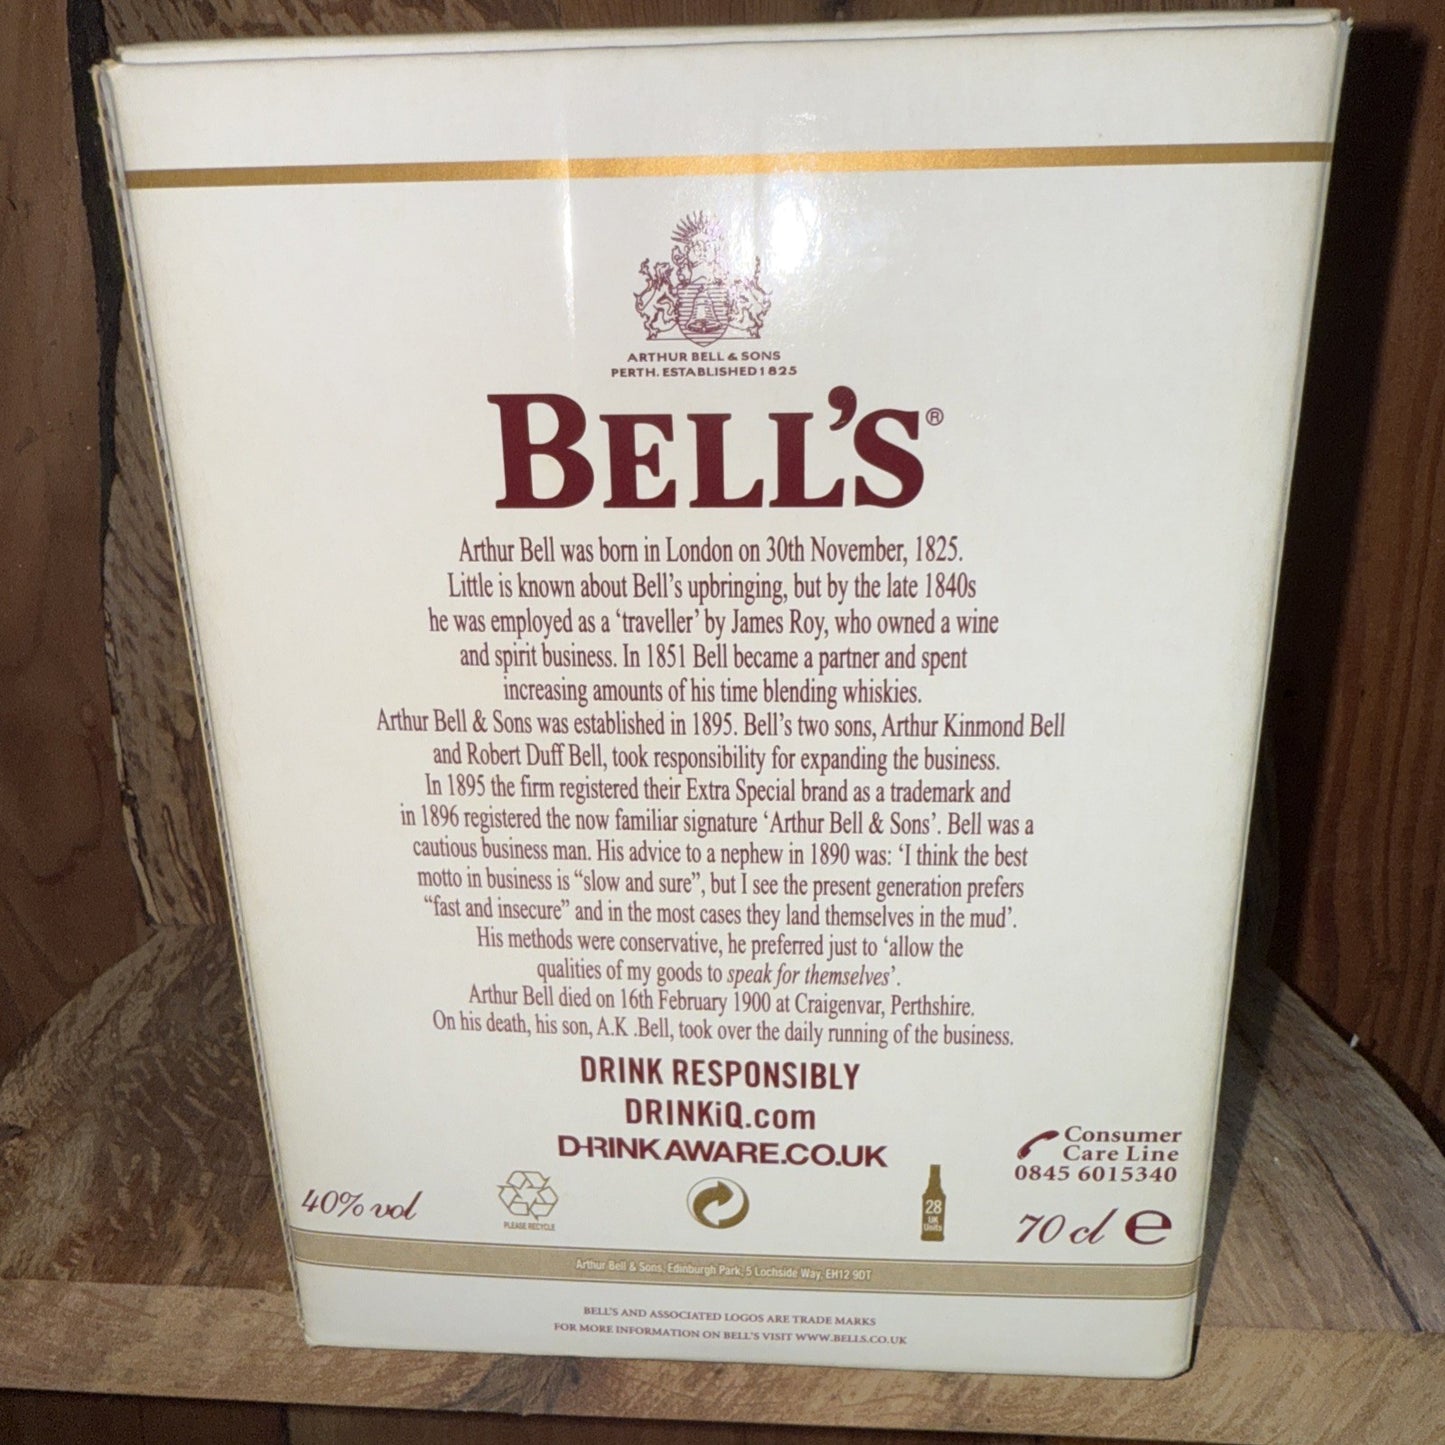 ARTHUR BELL & SONS
PERTH. ESTABLISHED 1825
BELL'S®
Arthur Bell was born in London on 30th November, 1825.
Little is known about Bell's upbringing, but by the late 1840s
he was employed as a 'traveller' by James Roy, who owned a wine
and spirit business. In 1851 Bell became a partner and spent
increasing amounts of his time blending whiskies.
Arthur Bell & Sons was established in 1895. Bell's two sons, Arthur Kinmond Bell
and Robert Duff Bell, took responsibility for expanding the business.
In 1895 the firm registered their Extra Special brand as a trademark and
in 1896 registered the now familiar signature 'Arthur Bell & Sons'. Bell was a
cautious business man. His advice to a nephew in 1890 was: 'I think the best
motto in business is "slow and sure", but I see the present generation prefers
"fast and insecure" and in the most cases they land themselves in the mud'.
His methods were conservative, he preferred just to 'allow the
qualities of my goods to speak for themselves'.
Arthur Bell died on 16th February 1900 at Craigenvar, Perthshire.
On his death, his son, A.K .Bell, took over the daily running of the business.
DRINK RESPONSIBLY
DRINKiQ.com
DRINKAWARE.CO.UK
Consumer
Care Line
0845 6015340
40% vol
PLEASE RECYCLE
28
UK
Units
70 cl e
Arthur Bell & Sons, Edinburgh Park, 5 Lochside Way, EH12 9DT
BELL'S AND ASSOCIATED LOGOS ARE TRADE MARKS
FOR MORE INFORMATION ON BELL'S VISIT WWW.BELLS.CO.UK